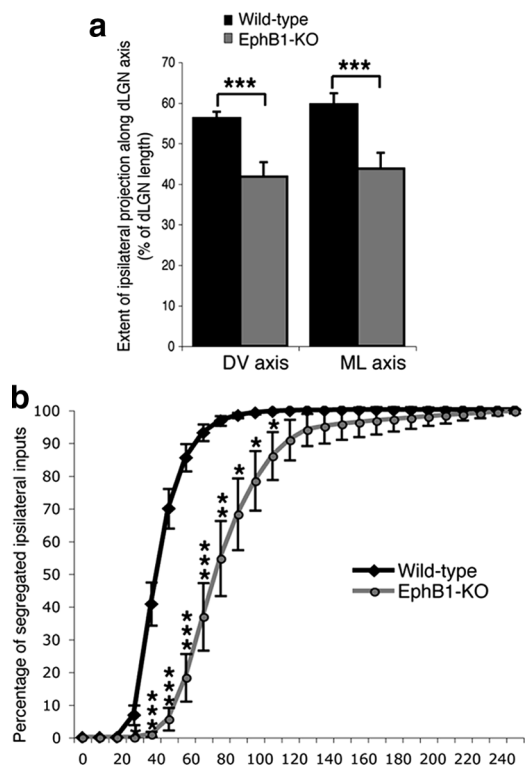 a
Wild-type
EphB1-KO
Extent of ipsilateral projection along dLGN axis
(% of dLGN length)
70
60
50
40
30
20
10
0
***
***
DV axis
ML axis
b
Percentage of segregated ipsilateral inputs
100
90
80
70
60
50
40
30
20
10
0
*
***
***
***
***
**
*
*
*
Wild-type
EphB1-KO
0 20 40 60 80 100 120 140 160 180 200 220 240